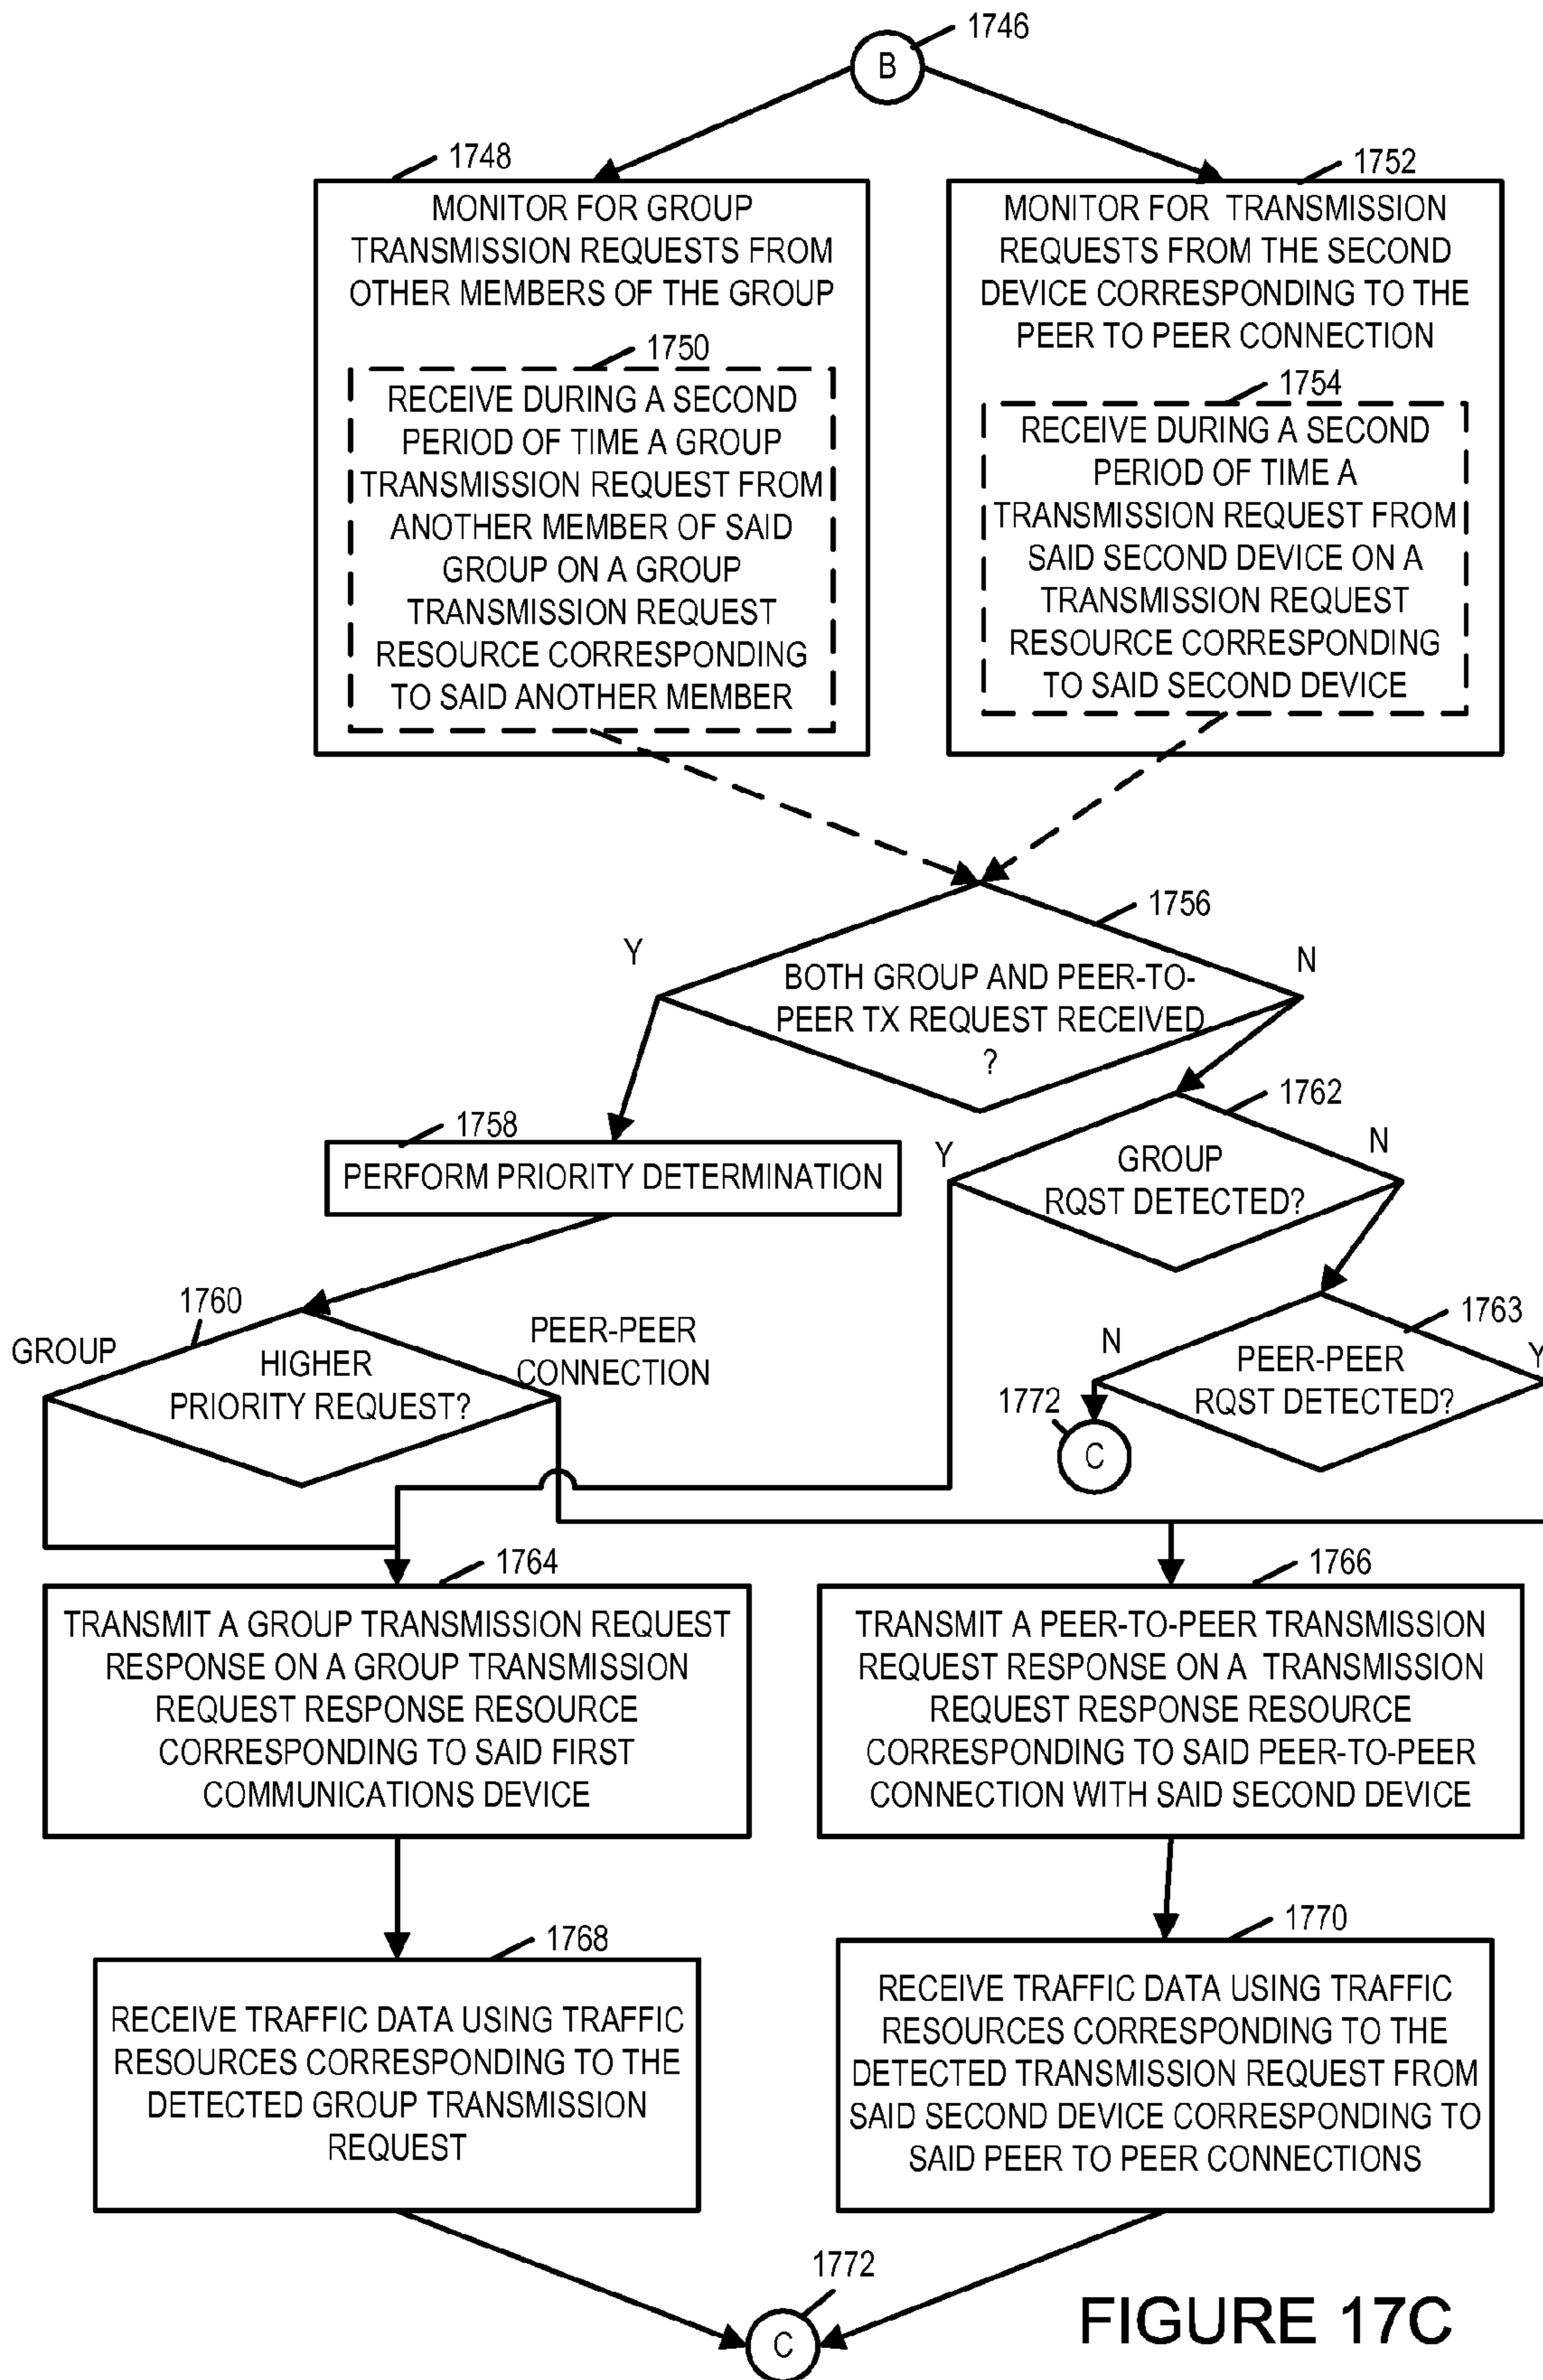 1746
B
1748
MONITOR FOR GROUP
TRANSMISSION REQUESTS FROM
OTHER MEMBERS OF THE GROUP
1750
RECEIVE DURING A SECOND
PERIOD OF TIME A GROUP
TRANSMISSION REQUEST FROM
ANOTHER MEMBER OF SAID
GROUP ON A GROUP
TRANSMISSION REQUEST
RESOURCE CORRESPONDING
TO SAID ANOTHER MEMBER
1752
MONITOR FOR TRANSMISSION
REQUESTS FROM THE SECOND
DEVICE CORRESPONDING TO THE
PEER TO PEER CONNECTION
1754
RECEIVE DURING A SECOND
PERIOD OF TIME A
TRANSMISSION REQUEST FROM
SAID SECOND DEVICE ON A
TRANSMISSION REQUEST
RESOURCE CORRESPONDING
TO SAID SECOND DEVICE
1756
Y
N
BOTH GROUP AND PEER-TO-
PEER TX REQUEST RECEIVED
?
1758
PERFORM PRIORITY DETERMINATION
1762
Y
N
GROUP
RQST DETECTED?
1760
GROUP
PEER-PEER
CONNECTION
HIGHER
PRIORITY REQUEST?
1763
N
Y
PEER-PEER
RQST DETECTED?
1772
C
1764
TRANSMIT A GROUP TRANSMISSION REQUEST
RESPONSE ON A GROUP TRANSMISSION
REQUEST RESPONSE RESOURCE
CORRESPONDING TO SAID FIRST
COMMUNICATIONS DEVICE
1766
TRANSMIT A PEER-TO-PEER TRANSMISSION
REQUEST RESPONSE ON A TRANSMISSION
REQUEST RESPONSE RESOURCE
CORRESPONDING TO SAID PEER-TO-PEER
CONNECTION WITH SAID SECOND DEVICE
1768
RECEIVE TRAFFIC DATA USING TRAFFIC
RESOURCES CORRESPONDING TO THE
DETECTED GROUP TRANSMISSION
REQUEST
1770
RECEIVE TRAFFIC DATA USING TRAFFIC
RESOURCES CORRESPONDING TO THE
DETECTED TRANSMISSION REQUEST FROM
SAID SECOND DEVICE CORRESPONDING TO
SAID PEER TO PEER CONNECTIONS
1772
C
FIGURE 17C